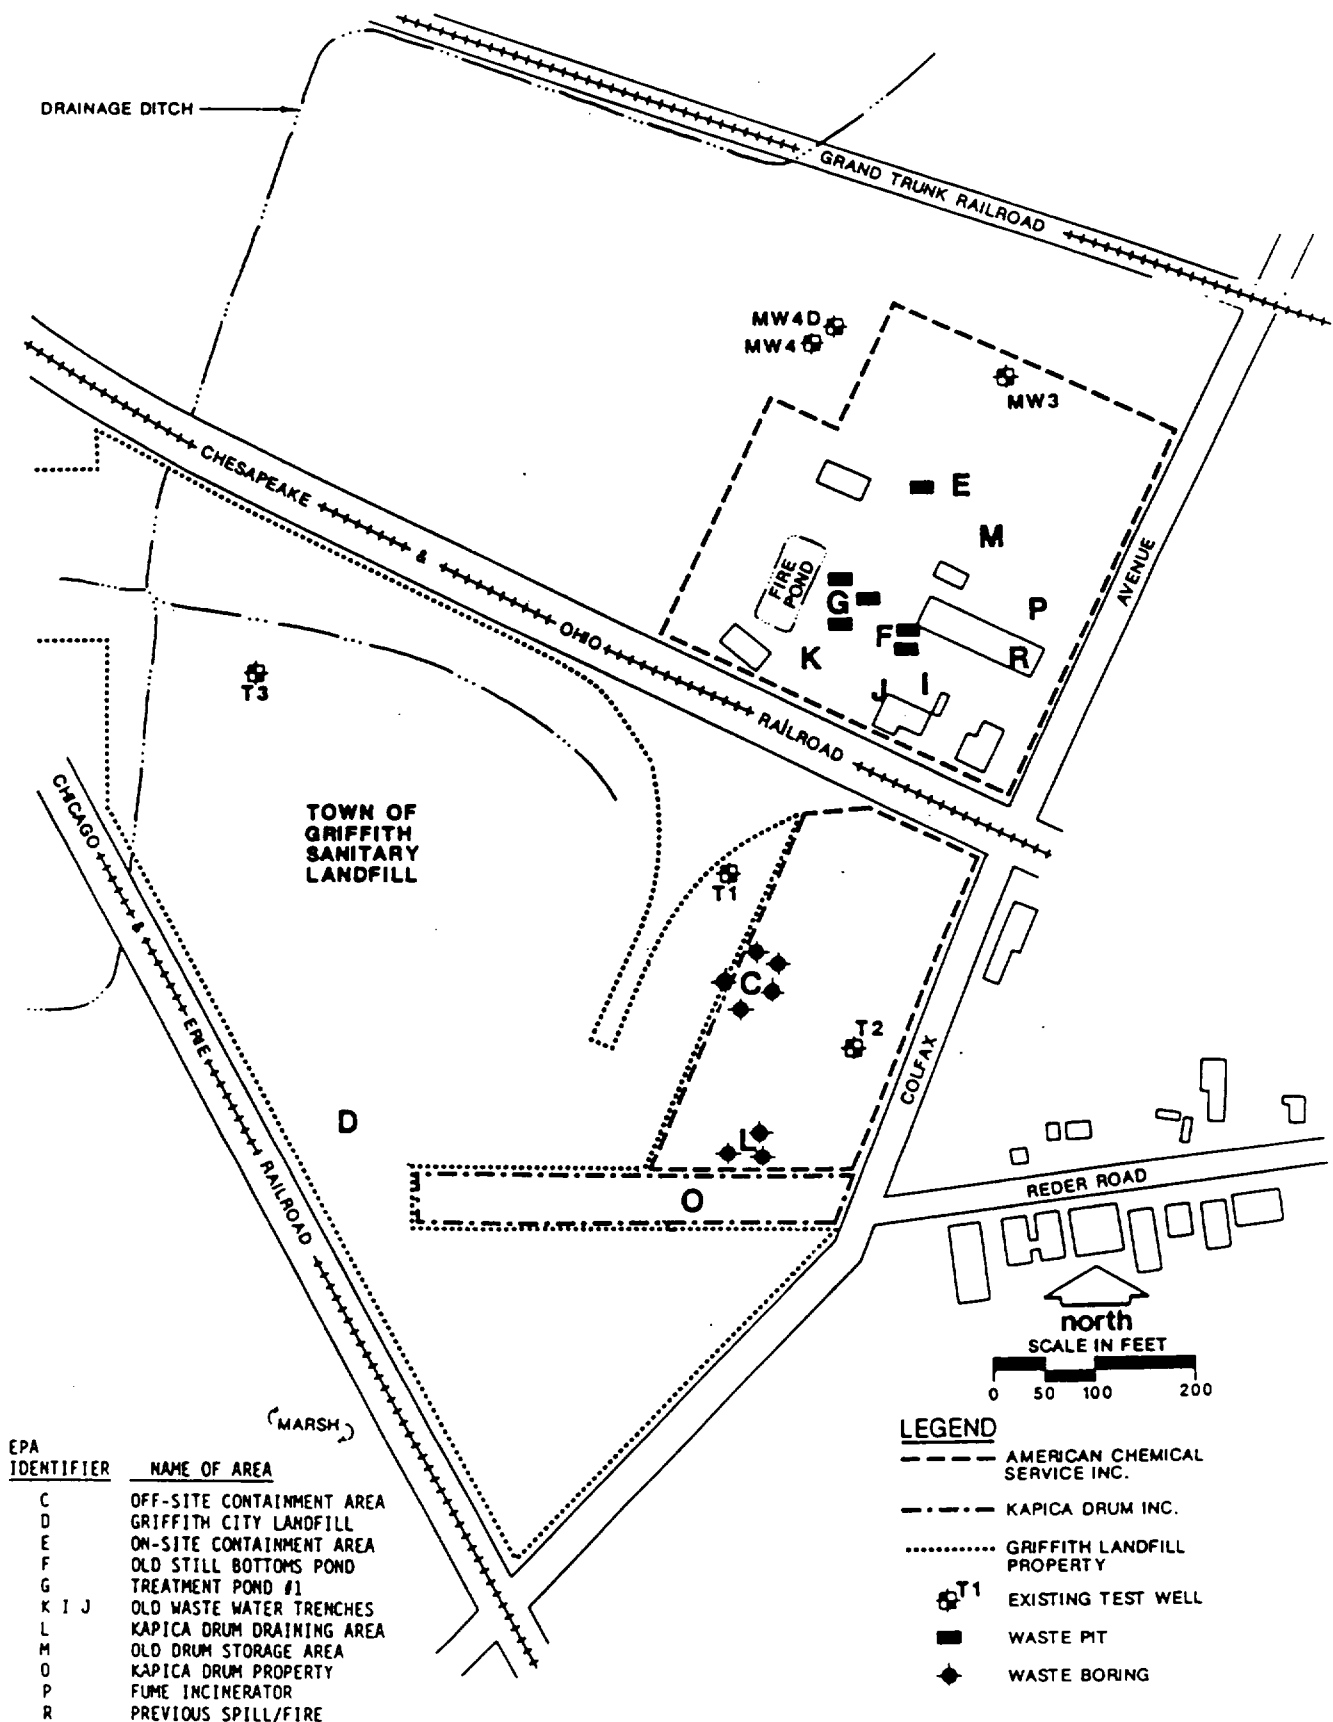 DRAINAGE DITCH
GRAND TRUNK RAILROAD
MW4D
MW4
MW3
CHESAPEAKE & OHIO RAILROAD
E
M
AVENUE
FIRE
POND
G
P
F
K
R
J
I
T3
CHICAGO & ERIE RAILROAD
TOWN OF
GRIFFITH
SANITARY
LANDFILL
T1
C
T2
COLFAX
D
L
O
REDER ROAD
north
SCALE IN FEET
0 50 100 200
MARSH
LEGEND
AMERICAN CHEMICAL
SERVICE INC.
KAPICA DRUM INC.
GRIFFITH LANDFILL
PROPERTY
T1 EXISTING TEST WELL
WASTE PIT
WASTE BORING
EPA
IDENTIFIER NAME OF AREA
C OFF-SITE CONTAINMENT AREA
D GRIFFITH CITY LANDFILL
E ON-SITE CONTAINMENT AREA
F OLD STILL BOTTOMS POND
G TREATMENT POND #1
K I J OLD WASTE WATER TRENCHES
L KAPICA DRUM DRAINING AREA
M OLD DRUM STORAGE AREA
O KAPICA DRUM PROPERTY
P FUME INCINERATOR
R PREVIOUS SPILL/FIRE